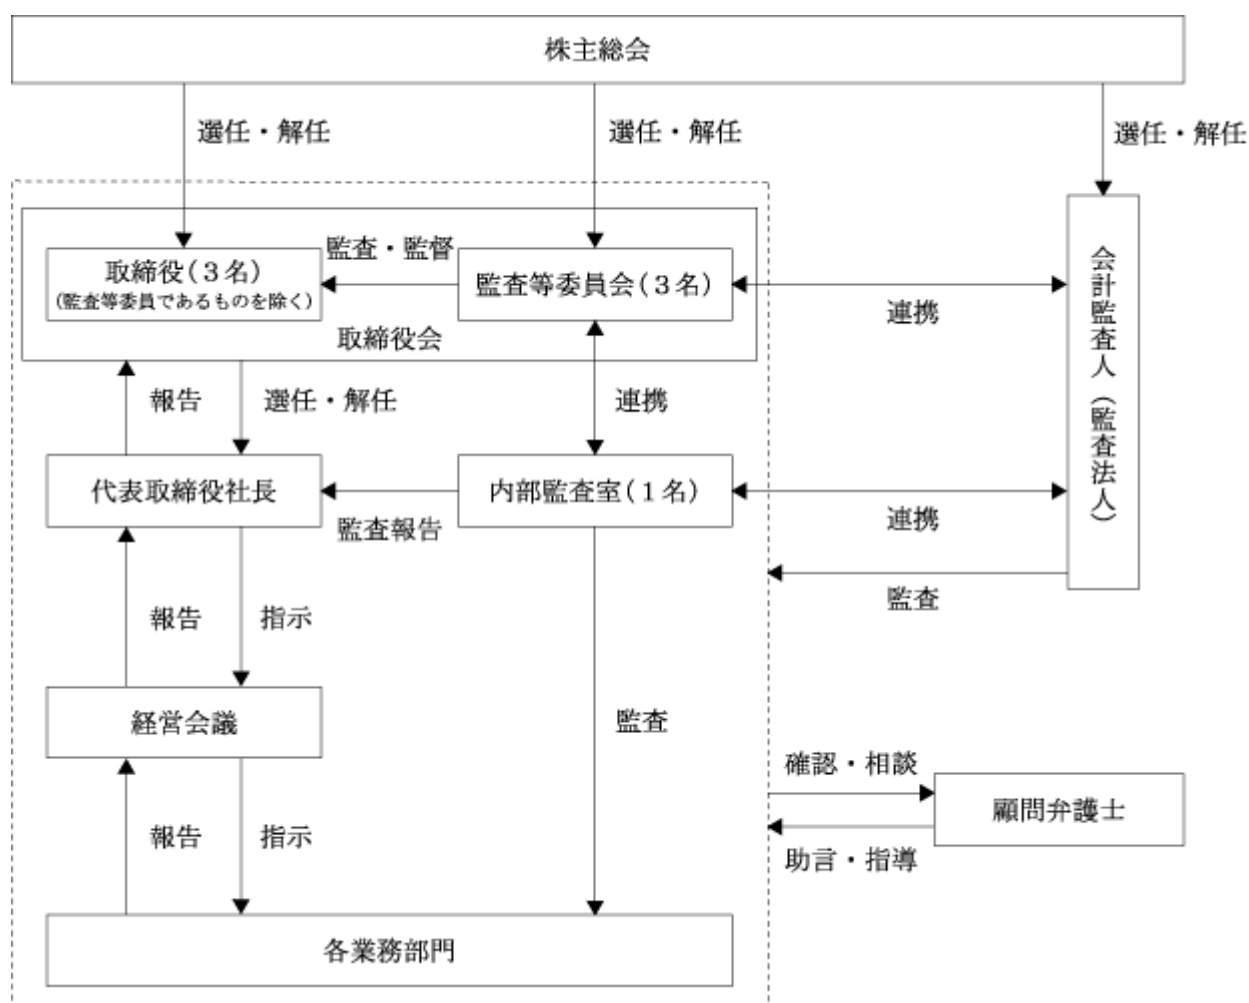 株主総会
選任・解任
選任・解任
選任・解任
取締役(3名)
(監査等委員であるものを除く)
監査・監督
監査等委員会(3名)
取締役会
連携
会計監査人(監査法人)
報告
選任・解任
連携
代表取締役社長
監査報告
内部監査室(1名)
連携
監査
報告
指示
経営会議
監査
確認・相談
顧問弁護士
助言・指導
報告
指示
各業務部門